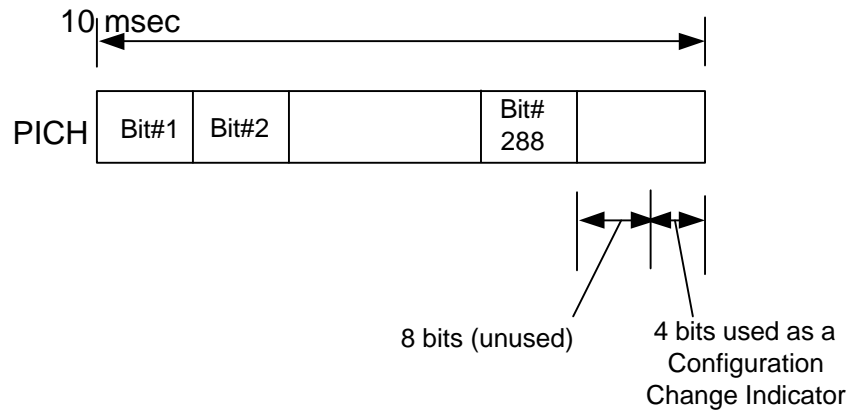 10 msec
PICH
Bit#1
Bit#2
Bit#
288
8 bits (unused)
4 bits used as a
Configuration
Change Indicator